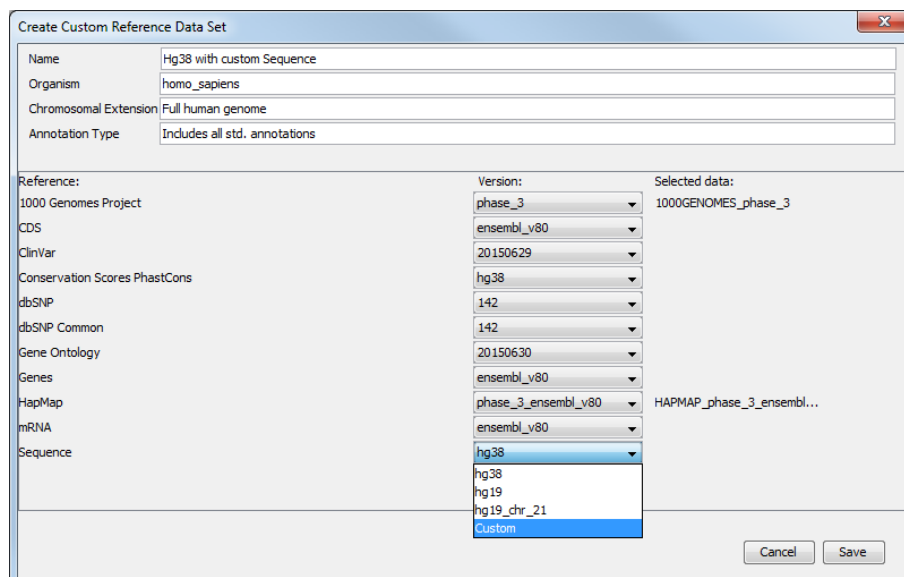 Create Custom Reference Data Set
Name Hg38 with custom Sequence
Organism homo_sapiens
Chromosomal Extension Full human genome
Annotation Type Includes all std. annotations
Reference: Version: Selected data:
1000 Genomes Project phase_3 1000GENOMES_phase_3
CDS ensembl_v80
ClinVar 20150629
Conservation Scores PhastCons hg38
dbSNP 142
dbSNP Common 142
Gene Ontology 20150630
Genes ensembl_v80
HapMap phase_3_ensembl_v80 HAPMAP_phase_3_ensembl...
mRNA ensembl_v80
Sequence hg38
hg38
hg19
hg19_chr_21
Custom
Cancel Save